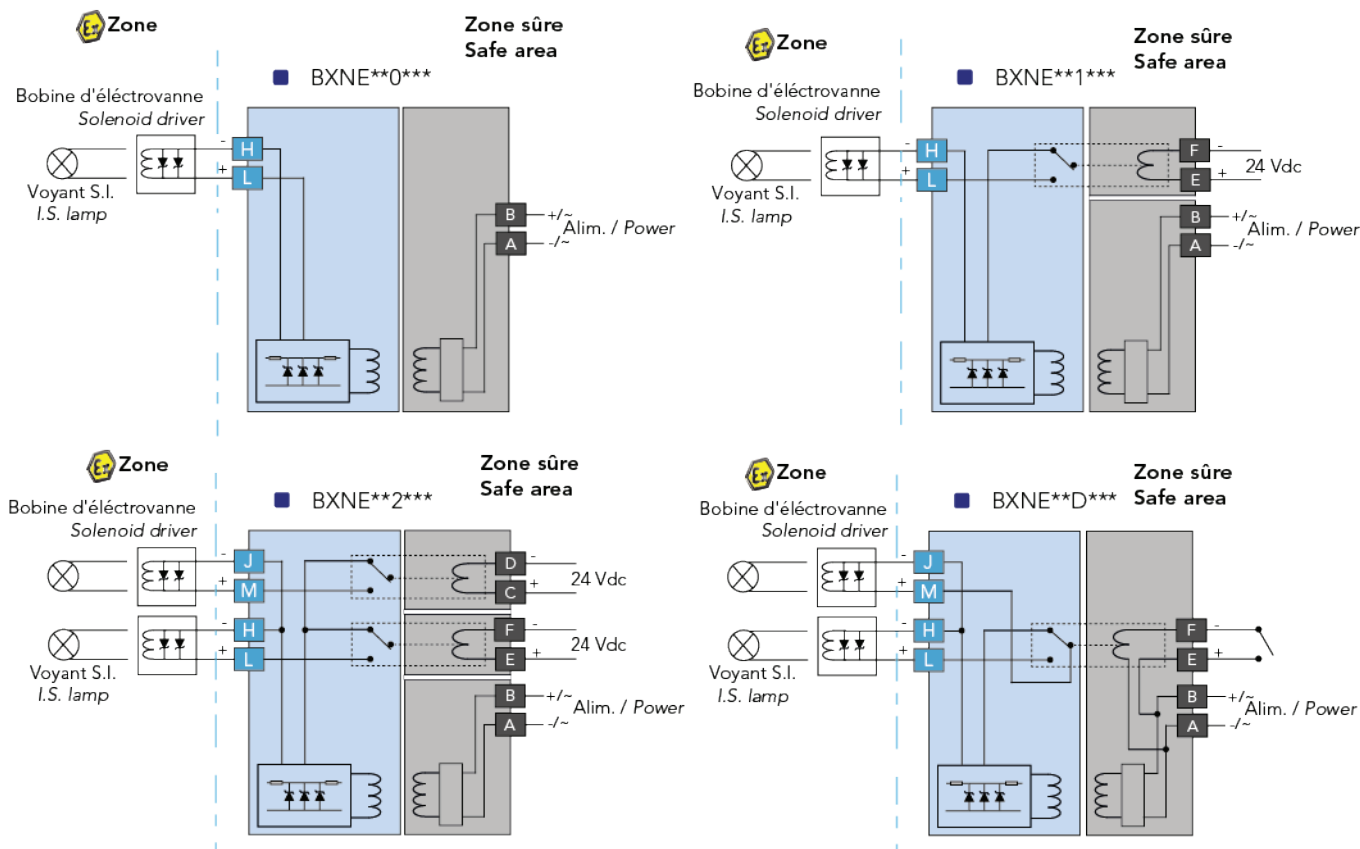 Zone
Zone sûre
Safe area
BXNE**0***
Bobine d'éléctrovanne
Solenoid driver
- H
+ L
Voyant S.I.
I.S. lamp
B +/~
Alim. / Power
A -/~
Zone
Zone sûre
Safe area
BXNE**1***
Bobine d'éléctrovanne
Solenoid driver
- H
+ L
Voyant S.I.
I.S. lamp
F -
24 Vdc
E +
B +/~
Alim. / Power
A -/~
Zone
Zone sûre
Safe area
BXNE**2***
Bobine d'éléctrovanne
Solenoid driver
- J
+ M
- H
+ L
Voyant S.I.
I.S. lamp
D -
24 Vdc
C +
F -
24 Vdc
E +
B +/~
Alim. / Power
A -/~
Zone
Zone sûre
Safe area
BXNE**D***
Bobine d'éléctrovanne
Solenoid driver
- J
+ M
- H
+ L
Voyant S.I.
I.S. lamp
F -
E +
B +/~
Alim. / Power
A -/~